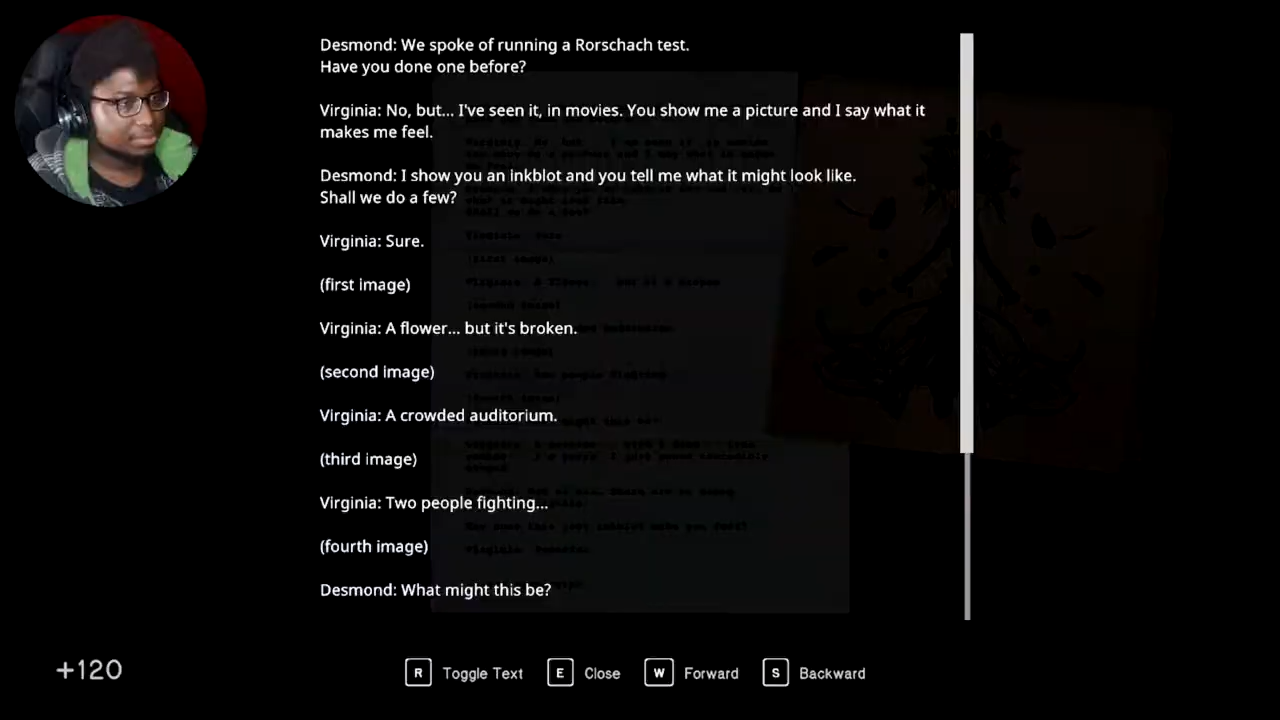 Desmond: We spoke of running a Rorschach test.
Have you done one before?
Virginia: No, but... I've seen it, in movies. You show me a picture and I say what it
makes me feel.
Desmond: I show you an inkblot and you tell me what it might look like.
Shall we do a few?
Virginia: Sure.
(first image)
Virginia: A flower... but it's broken.
(second image)
Virginia: A crowded auditorium.
(third image)
Virginia: Two people fighting...
(fourth image)
Desmond: What might this be?
+120
R Toggle Text E Close W Forward S Backward